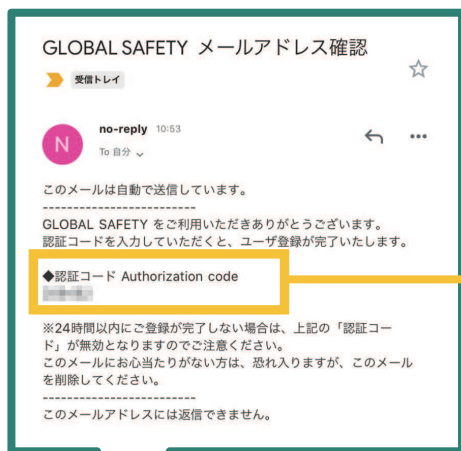 GLOBAL SAFETY メールアドレス確認
受信トレイ
N
no-reply 10:53
To 自分
このメールは自動で送信しています。
------------------------
GLOBAL SAFETY をご利用いただきありがとうございます。
認証コードを入力していただくと、ユーザ登録が完了いたします。
◆認証コード Authorization code
※24時間以内にご登録が完了しない場合は、上記の「認証コー
ド」が無効となりますのでご注意ください。
このメールにお心当たりがない方は、恐れ入りますが、このメール
を削除してください。
------------------------
このメールアドレスには返信できません。